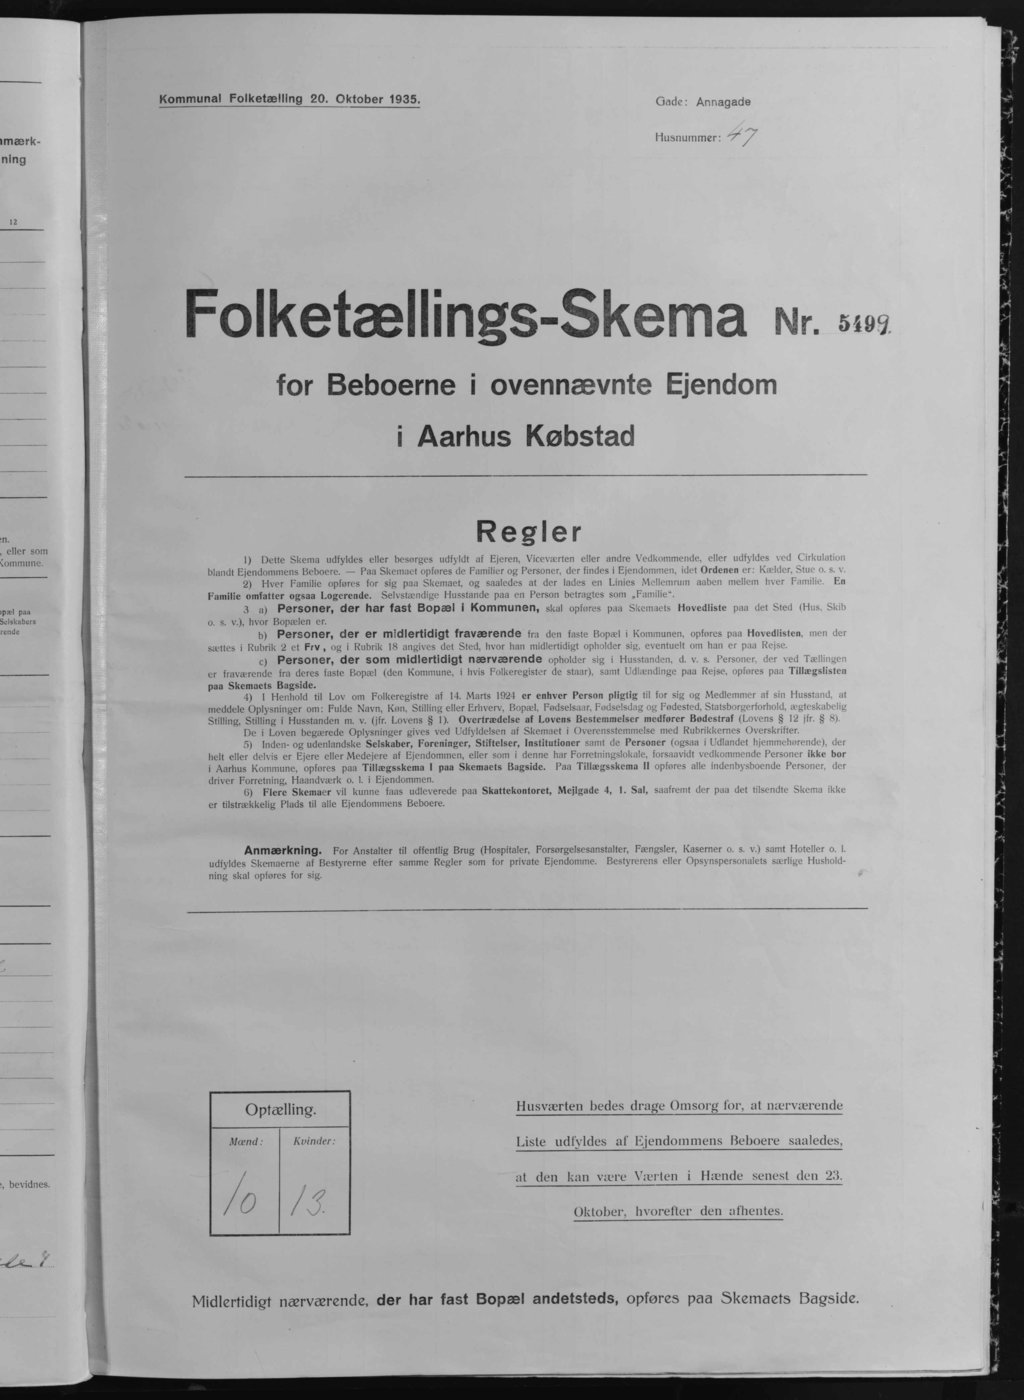 mærk-
ning
12
en.
, eller som
Kommune.
opæl paa
Selskabers
rende
e, bevidnes.
Kommunal Folketælling 20. Oktober 1935.
Gade: Annagade
Husnummer: 47
Folketællings-Skema Nr. 5499.
for Beboerne i ovennævnte Ejendom
i Aarhus Købstad
Regler
1) Dette Skema udfyldes eller besørges udfyldt af Ejeren, Viceværten eller andre Vedkommende, eller udfyldes ved Cirkulation
blandt Ejendommens Beboere. — Paa Skemaet opføres de Familier og Personer, der findes i Ejendommen, idet Ordenen er: Kælder, Stue o. s. v.
2) Hver Familie opføres for sig paa Skemaet, og saaledes at der lades en Linies Mellemrum aaben mellem hver Familie. En
Familie omfatter ogsaa Logerende. Selvstændige Husstande paa en Person betragtes som „Familie".
3 a) Personer, der har fast Bopæl i Kommunen, skal opføres paa Skemaets Hovedliste paa det Sted (Hus, Skib
o. s. v.), hvor Bopælen er.
b) Personer, der er midlertidigt fraværende fra den faste Bopæl i Kommunen, opføres paa Hovedlisten, men der
sættes i Rubrik 2 et Frv, og i Rubrik 18 angives det Sted, hvor han midlertidigt opholder sig, eventuelt om han er paa Rejse.
c) Personer, der som midlertidigt nærværende opholder sig i Husstanden, d. v. s. Personer, der ved Tællingen
er fraværende fra deres faste Bopæl (den Kommune, i hvis Folkeregister de staar), samt Udlændinge paa Rejse, opføres paa Tillægslisten
paa Skemaets Bagside.
4) I Henhold til Lov om Folkeregistre af 14. Marts 1924 er enhver Person pligtig til for sig og Medlemmer af sin Husstand, at
meddele Oplysninger om: Fulde Navn, Køn, Stilling eller Erhverv, Bopæl, Fødselsaar, Fødselsdag og Fødested, Statsborgerforhold, ægteskabelig
Stilling, Stilling i Husstanden m. v. (jfr. Lovens § 1). Overtrædelse af Lovens Bestemmelser medfører Bødestraf (Lovens § 12 jfr. § 8).
De i Loven begærede Oplysninger gives ved Udfyldelsen af Skemaet i Overensstemmelse med Rubrikkernes Overskrifter.
5) Inden- og udenlandske Selskaber, Foreninger, Stiftelser, Institutioner samt de Personer (ogsaa i Udlandet hjemmehørende), der
helt eller delvis er Ejere eller Medejere af Ejendommen, eller som i denne har Forretningslokale, forsaavidt vedkommende Personer ikke bor
i Aarhus Kommune, opføres paa Tillægsskema I paa Skemaets Bagside. Paa Tillægsskema II opføres alle indenbysboende Personer, der
driver Forretning, Haandværk o. l. i Ejendommen.
6) Flere Skemaer vil kunne faas udleverede paa Skattekontoret, Mejlgade 4, 1. Sal, saafremt der paa det tilsendte Skema ikke
er tilstrækkelig Plads til alle Ejendommens Beboere.
Anmærkning. For Anstalter til offentlig Brug (Hospitaler, Forsørgelsesanstalter, Fængsler, Kaserner o. s. v.) samt Hoteller o. l.
udfyldes Skemaerne af Bestyrerne efter samme Regler som for private Ejendomme. Bestyrerens eller Opsynspersonalets særlige Hushold-
ning skal opføres for sig.
Optælling.
Mænd: Kvinder:
10 13.
Husværten bedes drage Omsorg for, at nærværende
Liste udfyldes af Ejendommens Beboere saaledes,
at den kan være Værten i Hænde senest den 23.
Oktober, hvorefter den afhentes.
Midlertidigt nærværende, der har fast Bopæl andetsteds, opføres paa Skemaets Bagside.